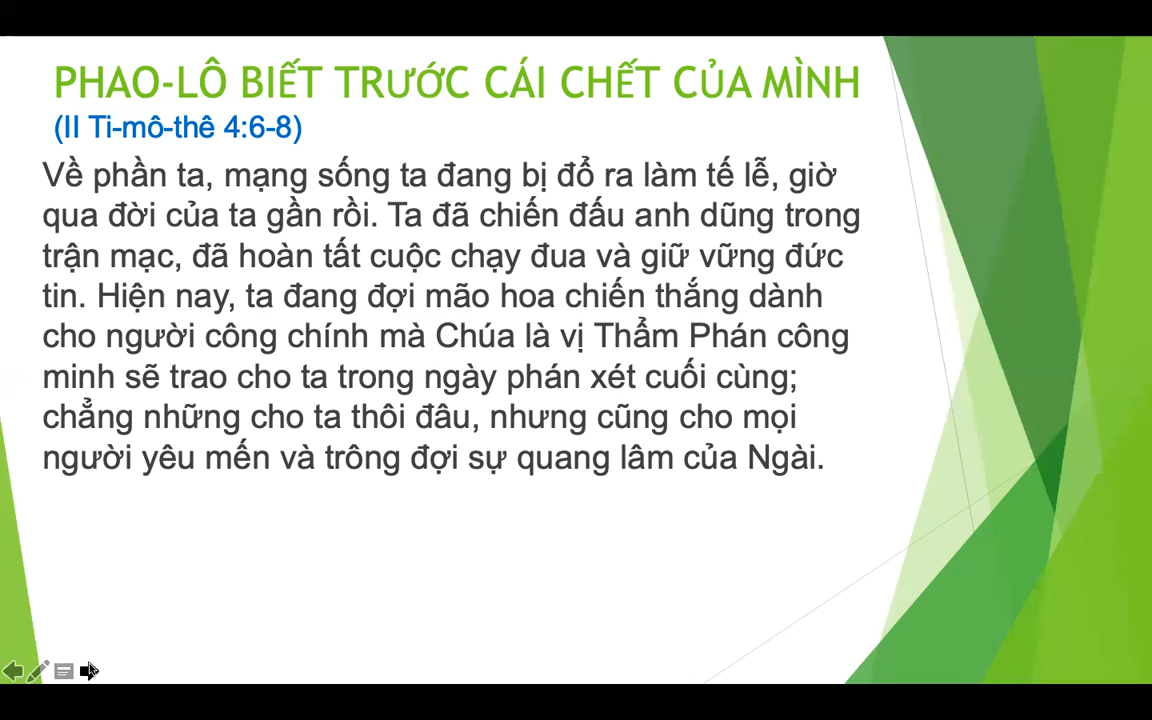 PHAO-LÔ BIẾT TRƯỚC CÁI CHẾT CỦA MÌNH
(II Ti-mô-thê 4:6-8)
Về phần ta, mạng sống ta đang bị đổ ra làm tế lễ, giờ
qua đời của ta gần rồi. Ta đã chiến đấu anh dũng trong
trận mạc, đã hoàn tất cuộc chạy đua và giữ vững đức
tin. Hiện nay, ta đang đợi mão hoa chiến thắng dành
cho người công chính mà Chúa là vị Thẩm Phán công
minh sẽ trao cho ta trong ngày phán xét cuối cùng;
chẳng những cho ta thôi đâu, nhưng cũng cho mọi
người yêu mến và trông đợi sự quang lâm của Ngài.